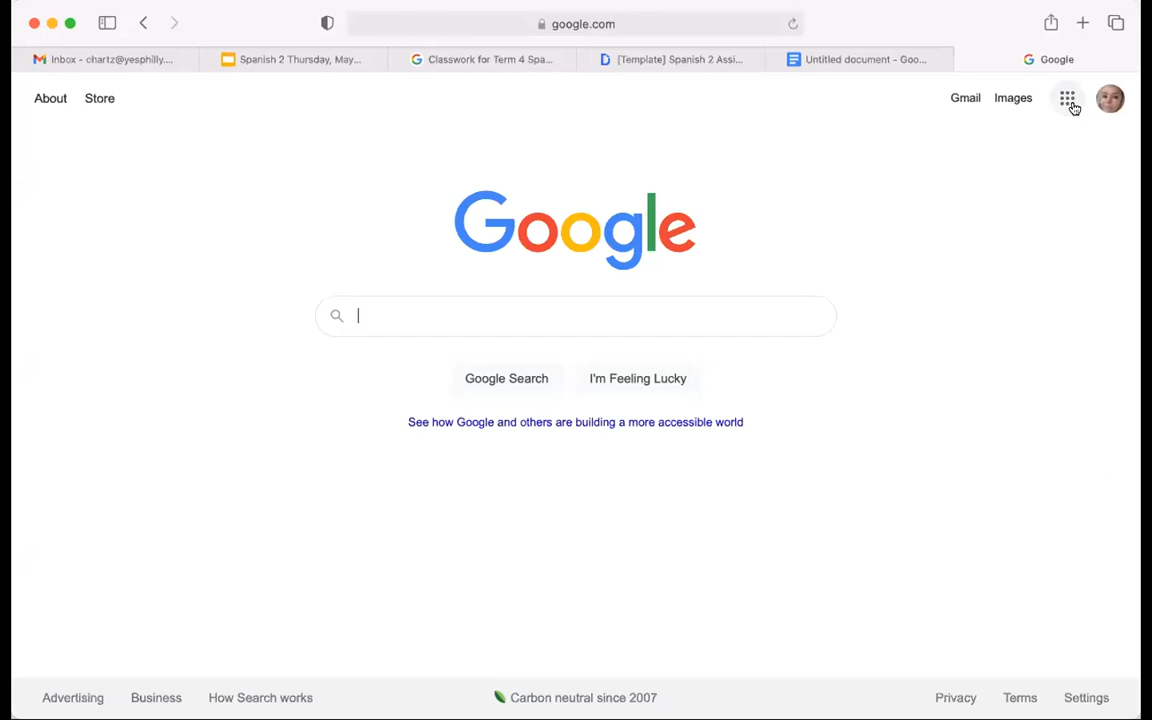 google.com
Inbox - chartz@yesphilly....
Spanish 2 Thursday, May...
Classwork for Term 4 Spa...
[Template] Spanish 2 Assi...
Untitled document - Goo...
Google
About
Store
Gmail
Images
Google
Google Search
I'm Feeling Lucky
See how Google and others are building a more accessible world
Advertising
Business
How Search works
Carbon neutral since 2007
Privacy
Terms
Settings